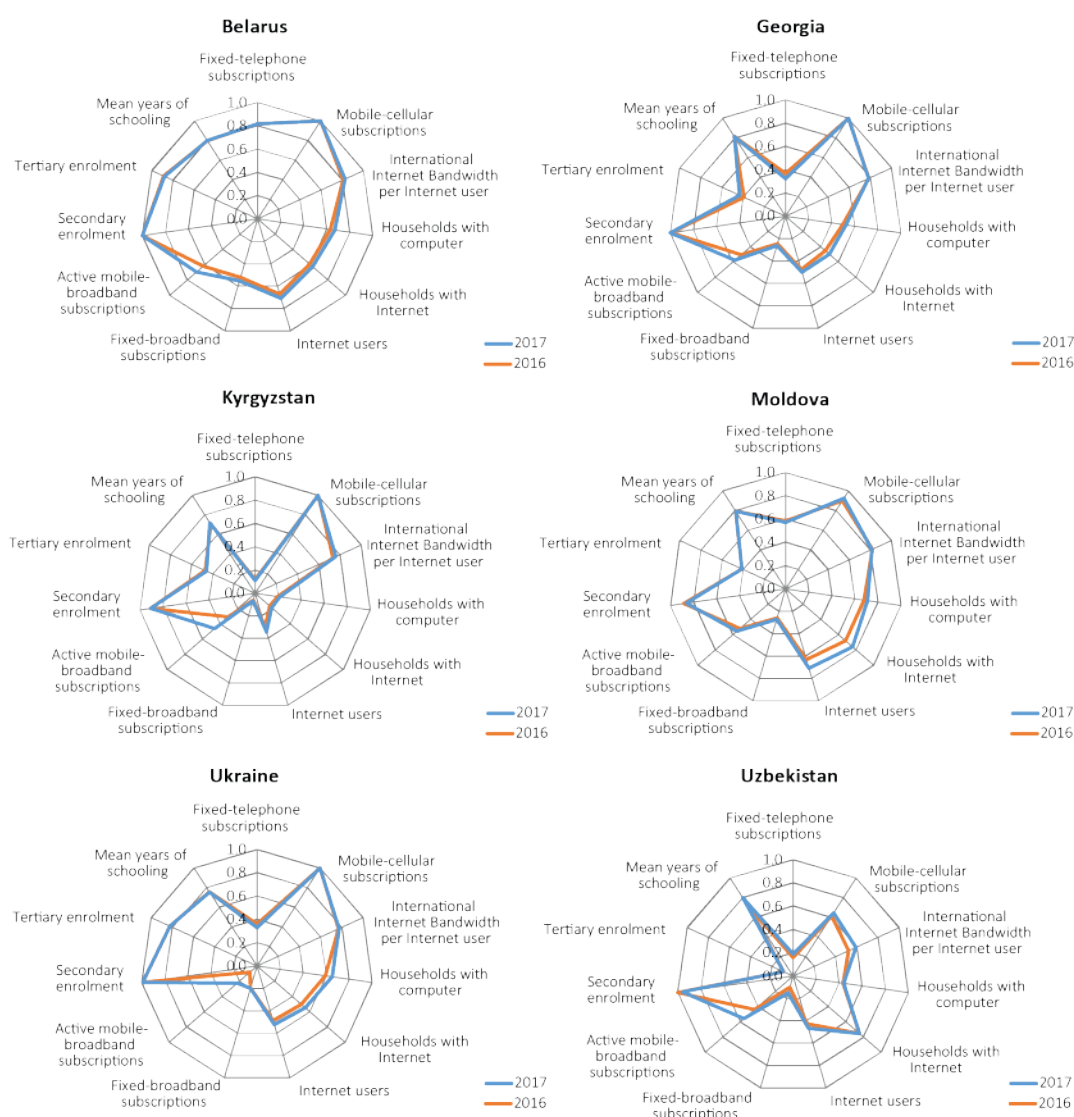 Belarus
Fixed-telephone
subscriptions
Mobile-cellular
subscriptions
International
Internet Bandwidth
per Internet user
Households with
computer
Households with
Internet
Internet users
Fixed-broadband
subscriptions
Active mobile-
broadband
subscriptions
Secondary
enrolment
Tertiary enrolment
Mean years of
schooling
1.0
0.8
0.6
0.4
0.2
0.0
2017
2016
Georgia
Fixed-telephone
subscriptions
Mobile-cellular
subscriptions
International
Internet Bandwidth
per Internet user
Households with
computer
Households with
Internet
Internet users
Fixed-broadband
subscriptions
Active mobile-
broadband
subscriptions
Secondary
enrolment
Tertiary enrolment
Mean years of
schooling
1.0
0.8
0.6
0.4
0.2
0.0
2017
2016
Kyrgyzstan
Fixed-telephone
subscriptions
Mobile-cellular
subscriptions
International
Internet Bandwidth
per Internet user
Households with
computer
Households with
Internet
Internet users
Fixed-broadband
subscriptions
Active mobile-
broadband
subscriptions
Secondary
enrolment
Tertiary enrolment
Mean years of
schooling
1.0
0.8
0.6
0.4
0.2
0.0
2017
2016
Moldova
Fixed-telephone
subscriptions
Mobile-cellular
subscriptions
International
Internet Bandwidth
per Internet user
Households with
computer
Households with
Internet
Internet users
Fixed-broadband
subscriptions
Active mobile-
broadband
subscriptions
Secondary
enrolment
Tertiary enrolment
Mean years of
schooling
1.0
0.8
0.6
0.4
0.2
0.0
2017
2016
Ukraine
Fixed-telephone
subscriptions
Mobile-cellular
subscriptions
International
Internet Bandwidth
per Internet user
Households with
computer
Households with
Internet
Internet users
Fixed-broadband
subscriptions
Active mobile-
broadband
subscriptions
Secondary
enrolment
Tertiary enrolment
Mean years of
schooling
1.0
0.8
0.6
0.4
0.2
0.0
2017
2016
Uzbekistan
Fixed-telephone
subscriptions
Mobile-cellular
subscriptions
International
Internet Bandwidth
per Internet user
Households with
computer
Households with
Internet
Internet users
Fixed-broadband
subscriptions
Active mobile-
broadband
subscriptions
Secondary
enrolment
Tertiary enrolment
Mean years of
schooling
1.0
0.8
0.6
0.4
0.2
0.0
2017
2016